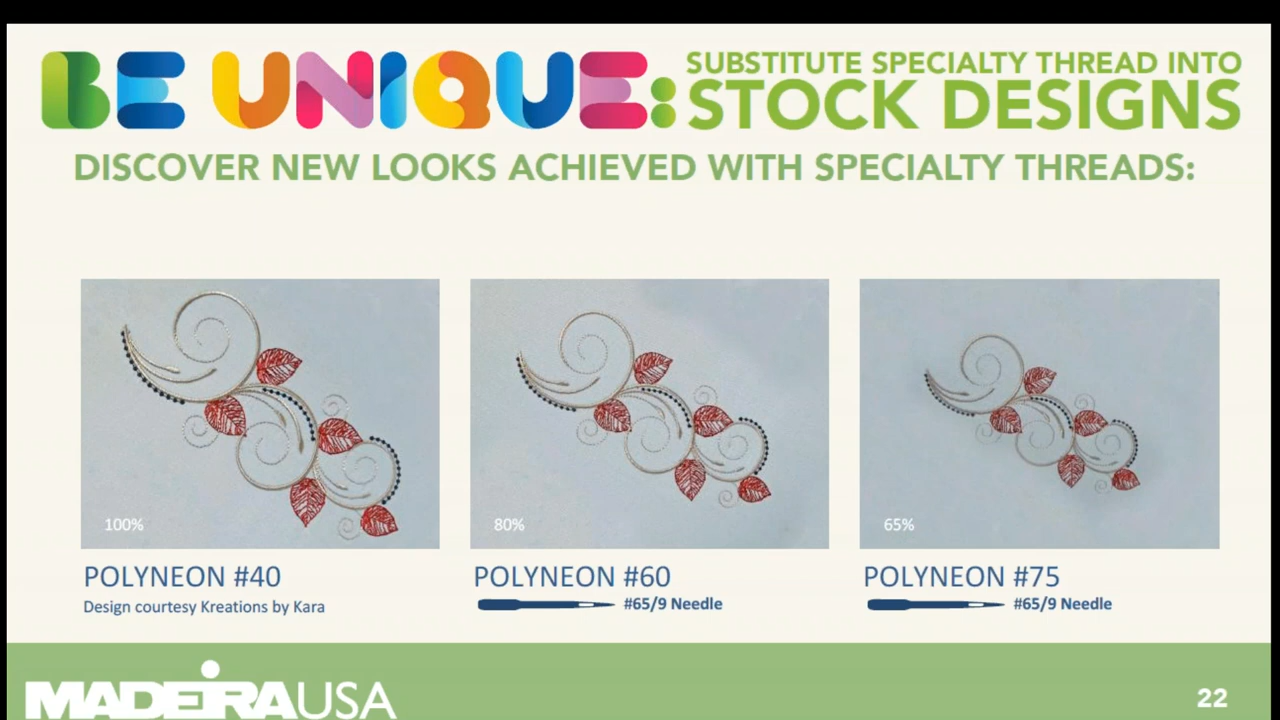 BE UNIQUE: SUBSTITUTE SPECIALTY THREAD INTO
STOCK DESIGNS
DISCOVER NEW LOOKS ACHIEVED WITH SPECIALTY THREADS:
100%
80%
65%
POLYNEON #40
Design courtesy Kreations by Kara
POLYNEON #60
#65/9 Needle
POLYNEON #75
#65/9 Needle
MADEIRA USA
22